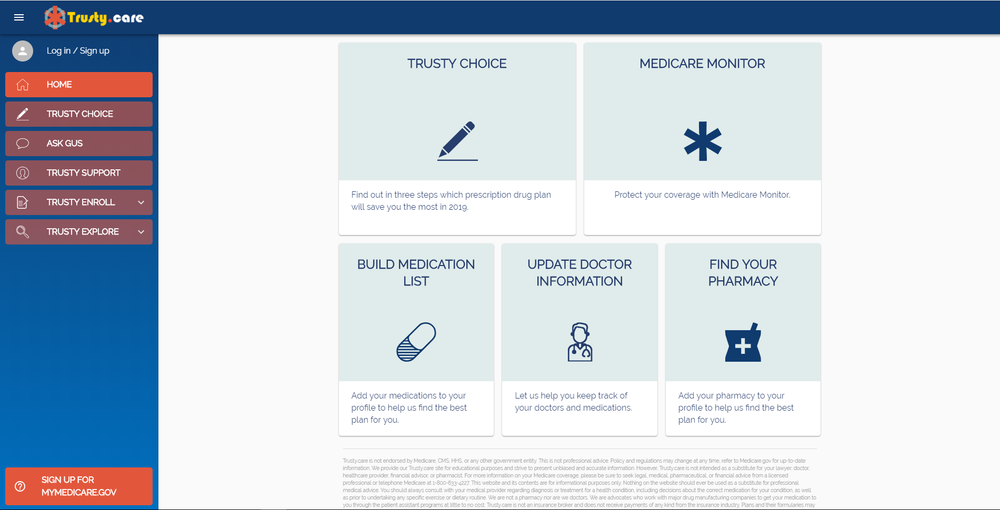 Trusty.care
Log in / Sign up
HOME
TRUSTY CHOICE
ASK GUS
TRUSTY SUPPORT
TRUSTY ENROLL
TRUSTY EXPLORE
SIGN UP FOR
MYMEDICARE.GOV
TRUSTY CHOICE
Find out in three steps which prescription drug plan
will save you the most in 2019.
MEDICARE MONITOR
Protect your coverage with Medicare Monitor.
BUILD MEDICATION
LIST
Add your medications to your
profile to help us find the best
plan for you.
UPDATE DOCTOR
INFORMATION
Let us help you keep track of
your doctors and medications.
FIND YOUR
PHARMACY
Add your pharmacy to your
profile to help us find the best
plan for you.
Trusty.care is not endorsed by Medicare, CMS, HHS, or any other government entity. This is not professional advice. Policy and regulations may change at any time, refer to Medicare.gov for up-to-date
information. We provide our Trusty.care site for educational purposes and strive to present unbiased and accurate information. However, Trusty.care is not intended as a substitute for your lawyer, doctor,
healthcare provider, financial advisor, or pharmacist. For more information on your Medicare coverage, please be sure to seek legal, medical, pharmaceutical, or financial advice from a licensed
professional or telephone Medicare at 1-800-633-4227. This website and its contents are for informational purposes only. Nothing on the website should ever be used as a substitute for professional
medical advice. You should always consult with your medical provider regarding diagnosis or treatment for a health condition, including decisions about the correct medication for your condition, as well
as prior to undertaking any specific exercise or dietary routine. We are not a pharmacy nor are we doctors. We are advocates who work with major drug manufacturing companies to get your medication to
you through the patient assistant programs at little to no cost. Trusty.care is not an insurance broker and does not receive payments of any kind from the insurance industry. Plans and their formularies may